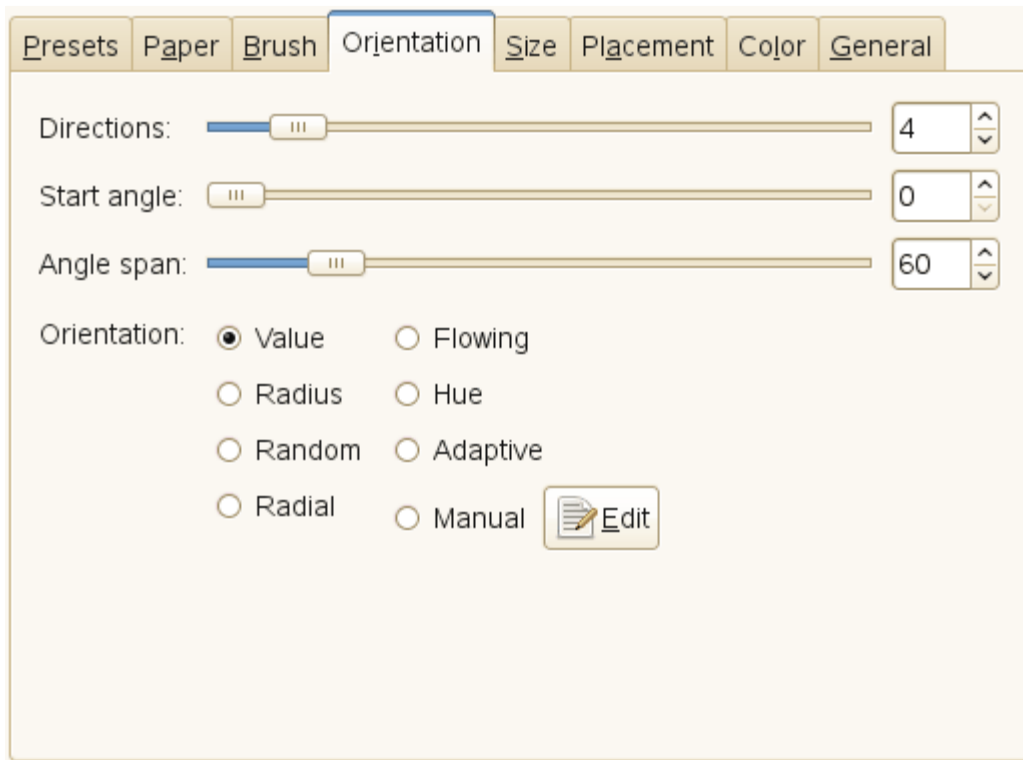 Presets Paper Brush Orientation Size Placement Color General
Directions: 4
Start angle: 0
Angle span: 60
Orientation: Value Flowing
Radius Hue
Random Adaptive
Radial Manual Edit